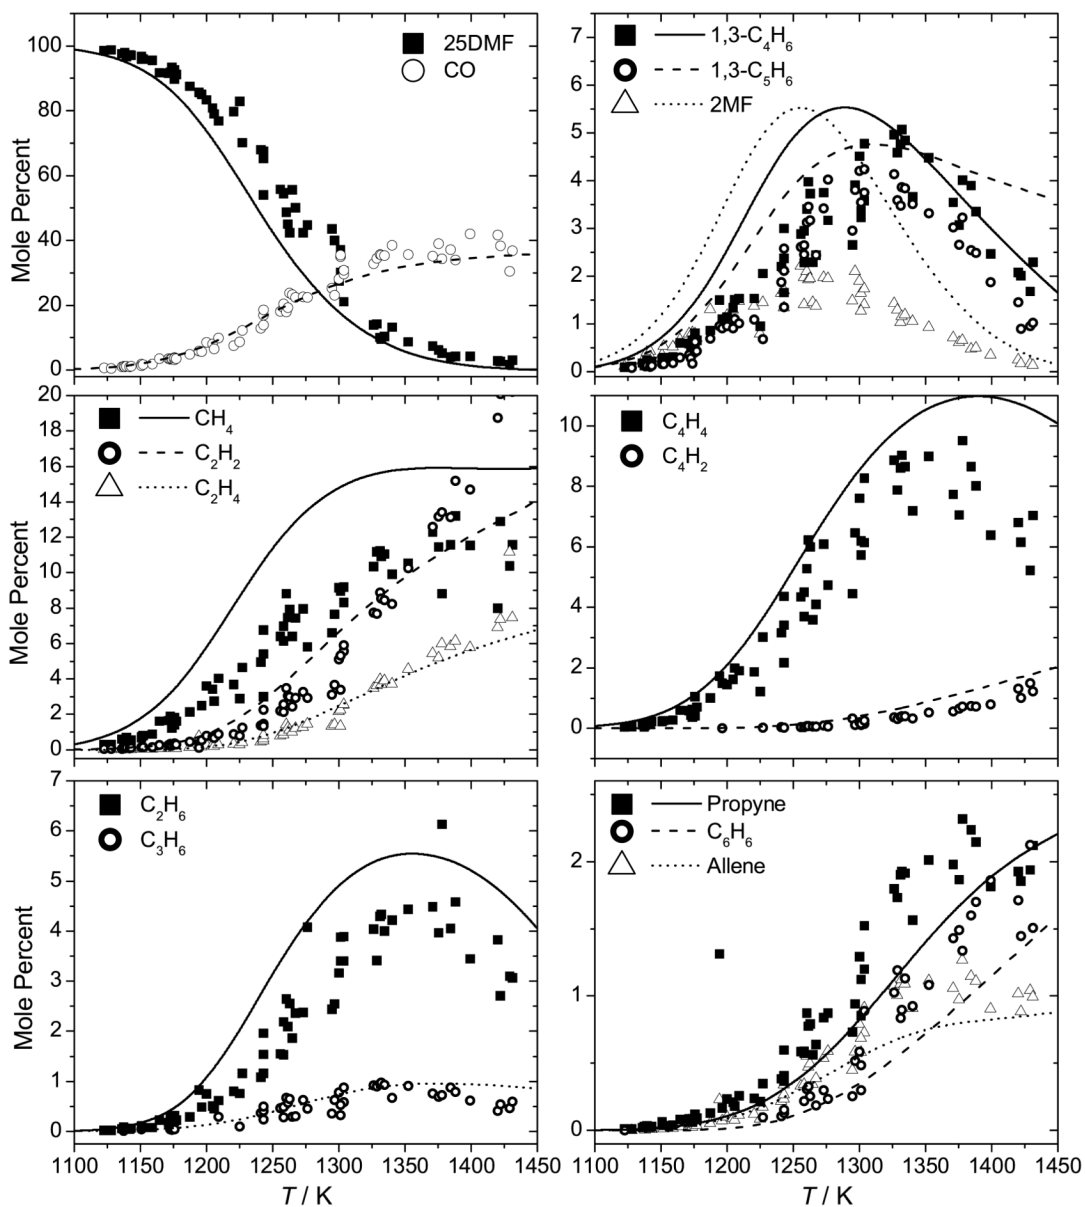 100
80
60
40
20
0
Mole Percent
25DMF
CO
7
6
5
4
3
2
1
0
1,3-C₄H₆
1,3-C₅H₆
2MF
20
18
16
14
12
10
8
6
4
2
0
Mole Percent
CH₄
C₂H₂
C₂H₄
10
8
6
4
2
0
C₄H₄
C₄H₂
7
6
5
4
3
2
1
0
Mole Percent
C₂H₆
C₃H₆
1100 1150 1200 1250 1300 1350 1400 1450
T / K
2
1
0
Propyne
C₆H₆
Allene
1100 1150 1200 1250 1300 1350 1400 1450
T / K